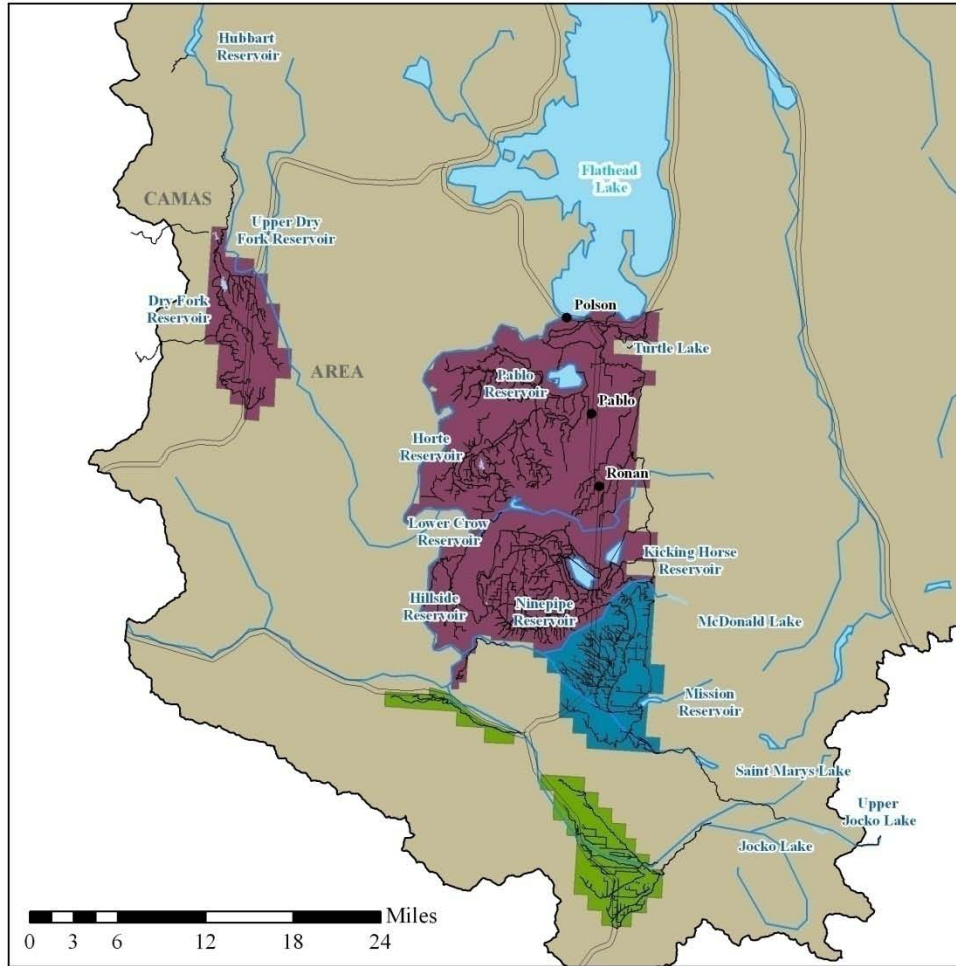 Hubbart
Reservoir
Flathead
Lake
CAMAS
Upper Dry
Fork Reservoir
Dry Fork
Reservoir
Polson
Turtle Lake
AREA
Pablo
Reservoir
Pablo
Horte
Reservoir
Ronan
Lower Crow
Reservoir
Kicking Horse
Reservoir
Hillside
Reservoir
Ninepipe
Reservoir
McDonald Lake
Mission
Reservoir
Saint Marys Lake
Upper
Jocko Lake
Jocko Lake
Miles
0 3 6 12 18 24